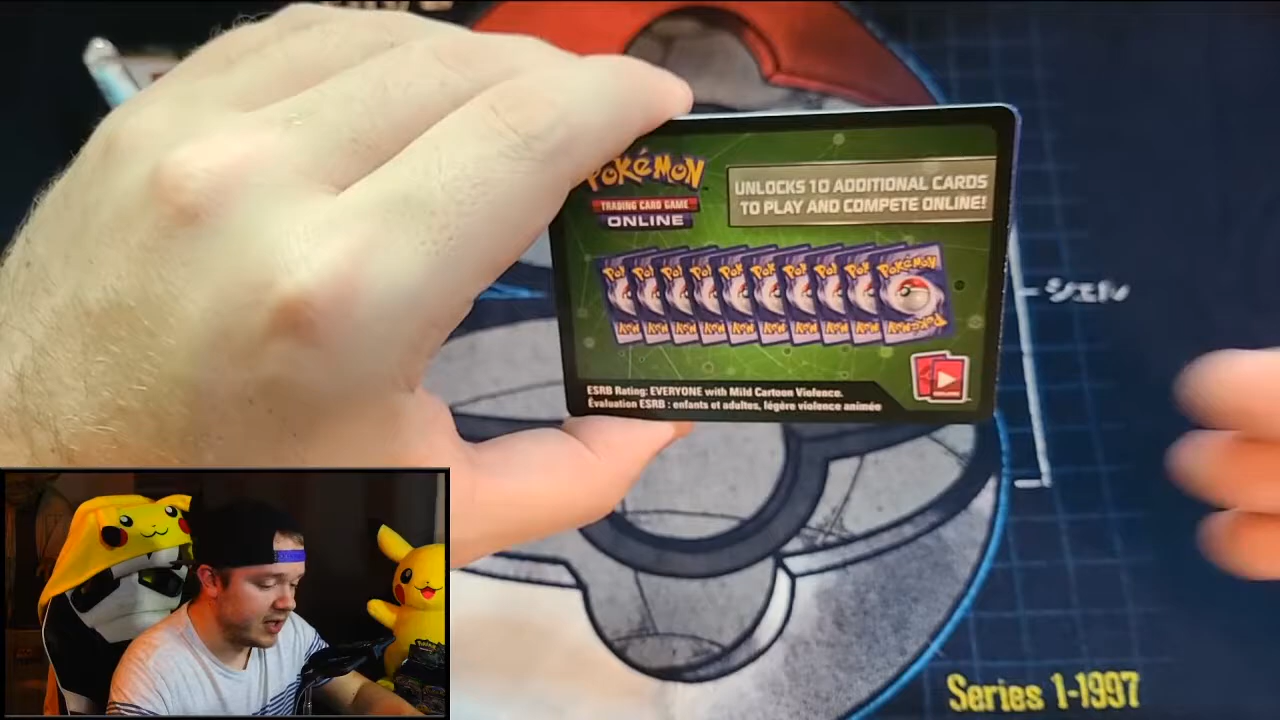 POKéMON
TRADING CARD GAME
ONLINE
UNLOCKS 10 ADDITIONAL CARDS
TO PLAY AND COMPETE ONLINE!
POKéMON
ESRB Rating: EVERYONE with Mild Cartoon Violence.
Évaluation ESRB : enfants et adultes, légère violence animée
シェル
Series 1-1997